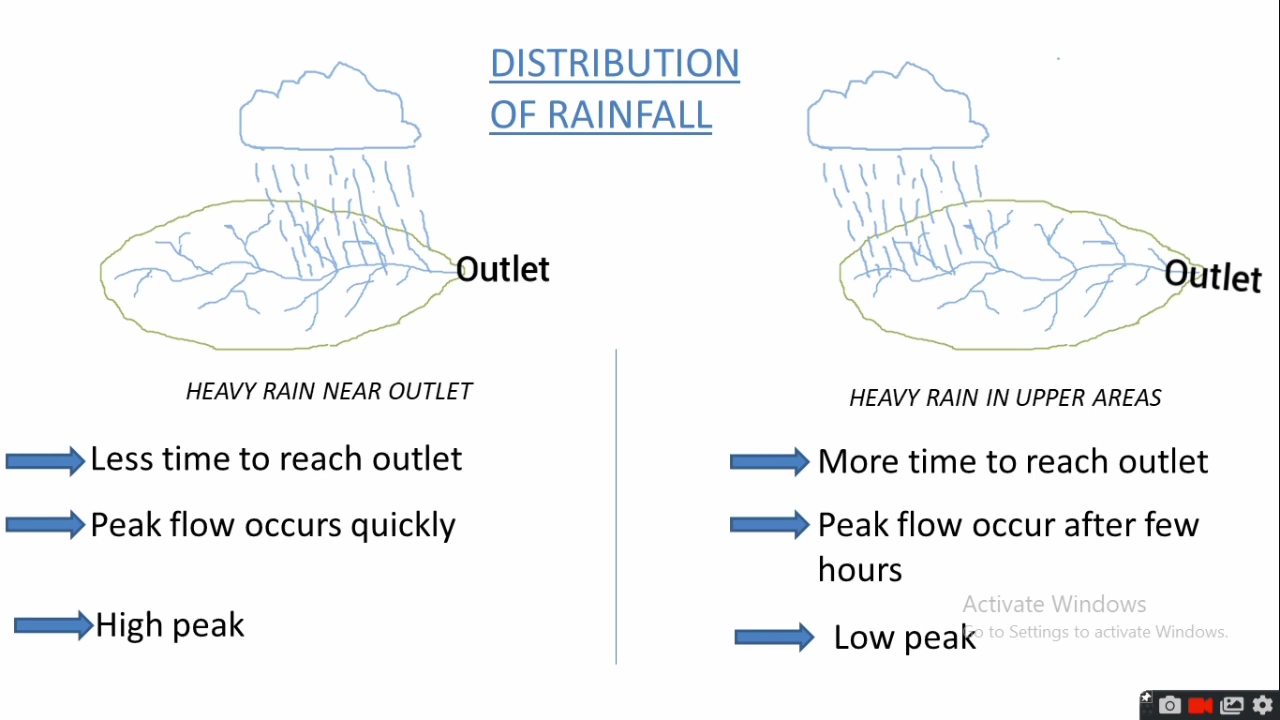 DISTRIBUTION
OF RAINFALL
Outlet
HEAVY RAIN NEAR OUTLET
Less time to reach outlet
Peak flow occurs quickly
High peak
Outlet
HEAVY RAIN IN UPPER AREAS
More time to reach outlet
Peak flow occur after few
hours
Low peak
Activate Windows
Go to Settings to activate Windows.